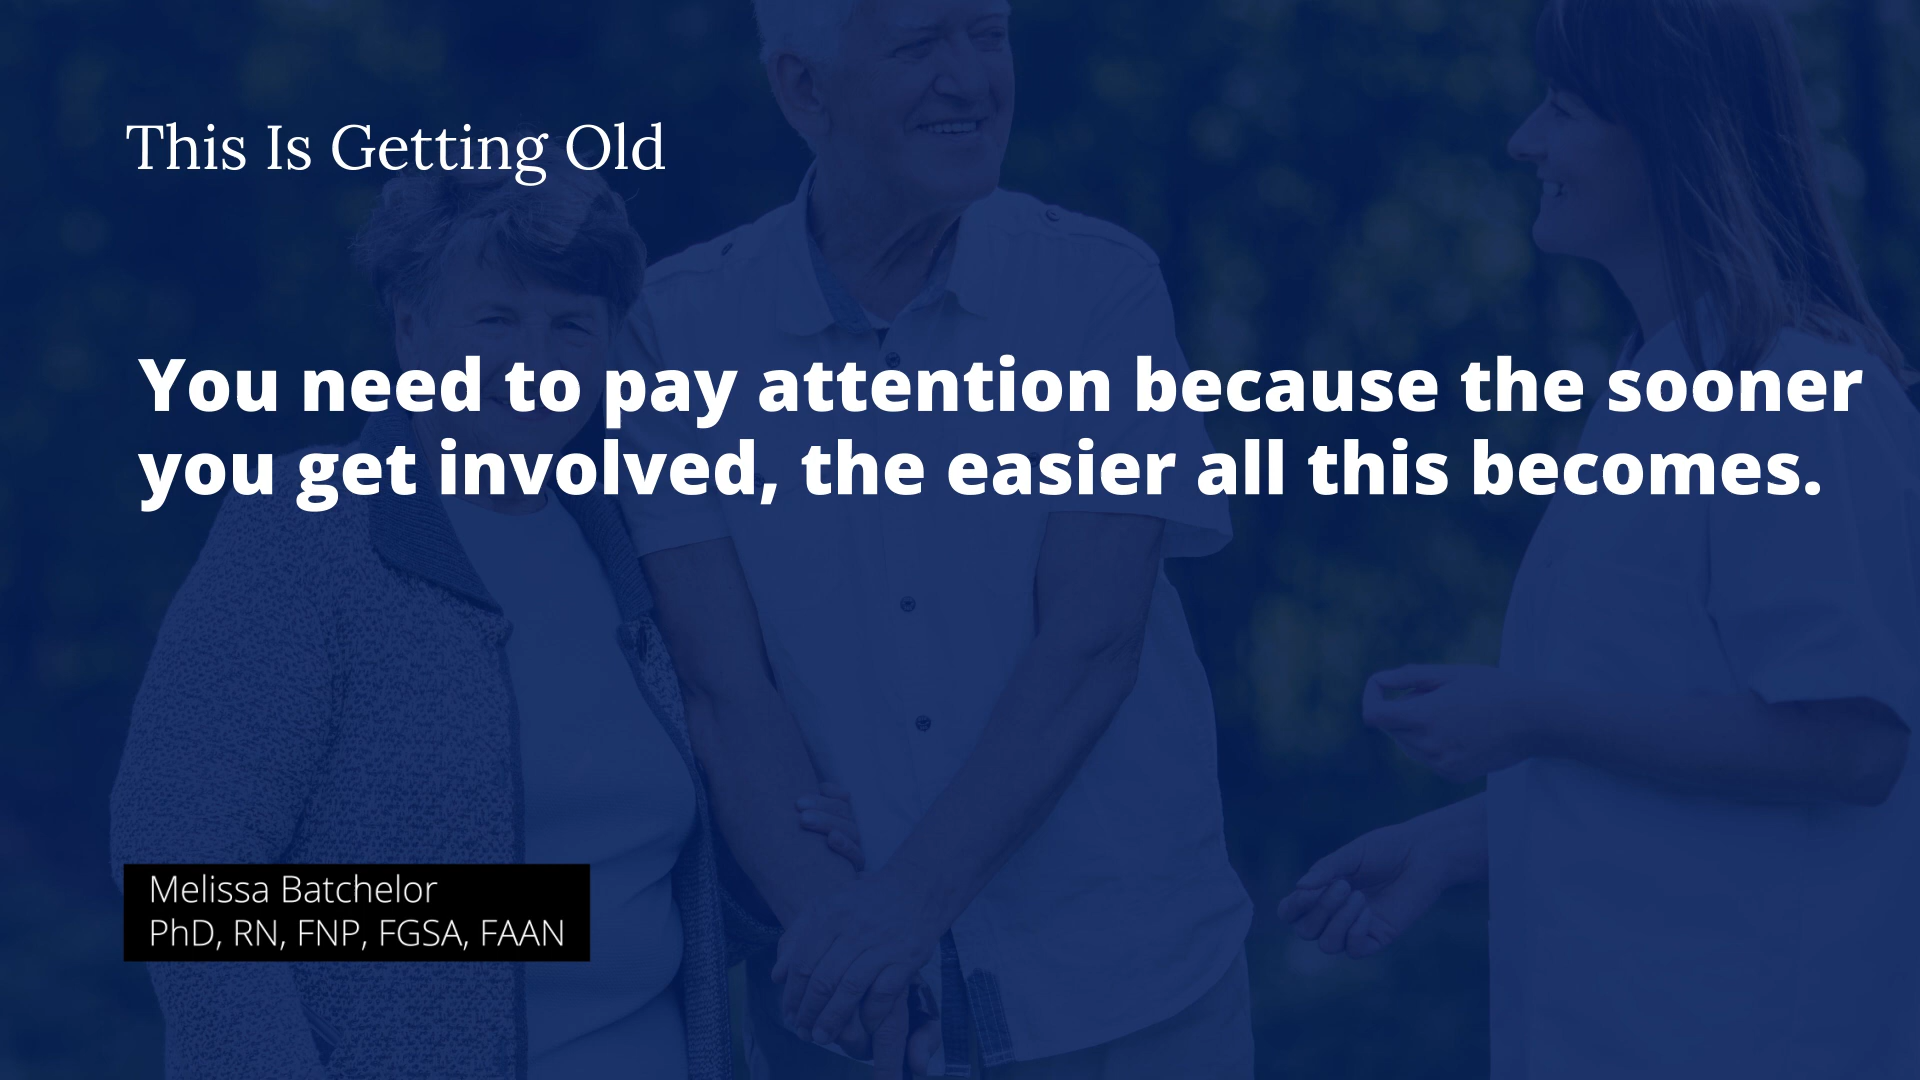 This Is Getting Old
You need to pay attention because the sooner
you get involved, the easier all this becomes.
Melissa Batchelor
PhD, RN, FNP, FGSA, FAAN